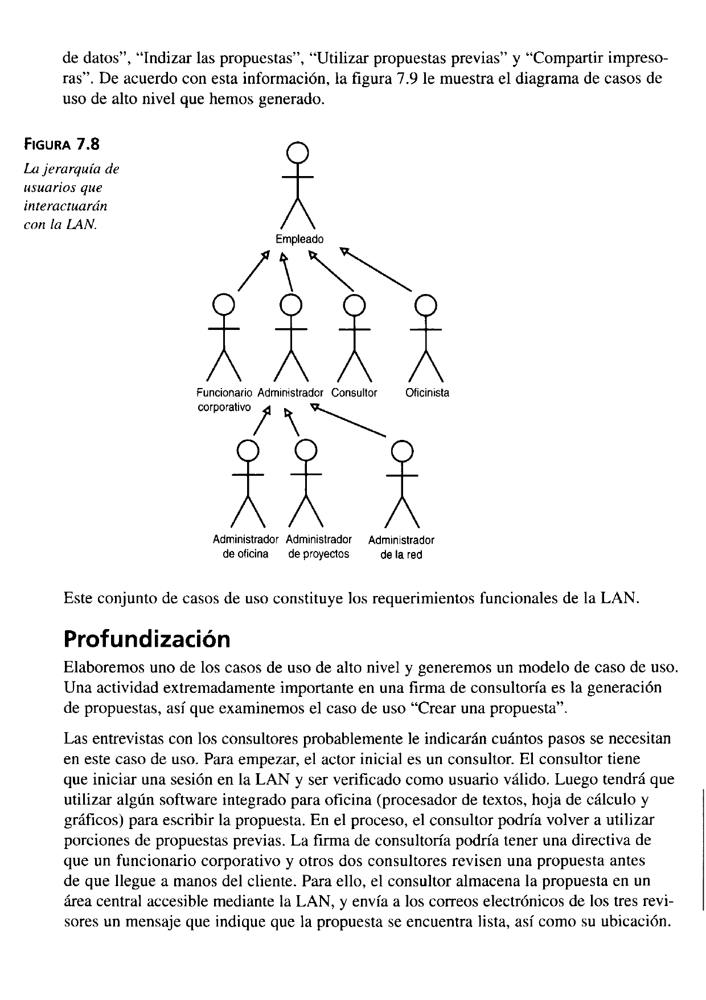 de datos”, “Indizar las propuestas”, “Utilizar propuestas previas” y “Compartir impreso-
ras”. De acuerdo con esta información, la figura 7.9 le muestra el diagrama de casos de
uso de alto nivel que hemos generado.
FIGURA 7.8
La jerarquía de
usuarios que
interactuarán
con la LAN.
Empleado
Funcionario
corporativo
Administrador
Consultor
Oficinista
Administrador
de oficina
Administrador
de proyectos
Administrador
de la red
Este conjunto de casos de uso constituye los requerimientos funcionales de la LAN.
Profundización
Elaboremos uno de los casos de uso de alto nivel y generemos un modelo de caso de uso.
Una actividad extremadamente importante en una firma de consultoría es la generación
de propuestas, así que examinemos el caso de uso “Crear una propuesta”.
Las entrevistas con los consultores probablemente le indicarán cuántos pasos se necesitan
en este caso de uso. Para empezar, el actor inicial es un consultor. El consultor tiene
que iniciar una sesión en la LAN y ser verificado como usuario válido. Luego tendrá que
utilizar algún software integrado para oficina (procesador de textos, hoja de cálculo y
gráficos) para escribir la propuesta. En el proceso, el consultor podría volver a utilizar
porciones de propuestas previas. La firma de consultoría podría tener una directiva de
que un funcionario corporativo y otros dos consultores revisen una propuesta antes
de que llegue a manos del cliente. Para ello, el consultor almacena la propuesta en un
área central accesible mediante la LAN, y envía a los correos electrónicos de los tres revi-
sores un mensaje que indique que la propuesta se encuentra lista, así como su ubicación.